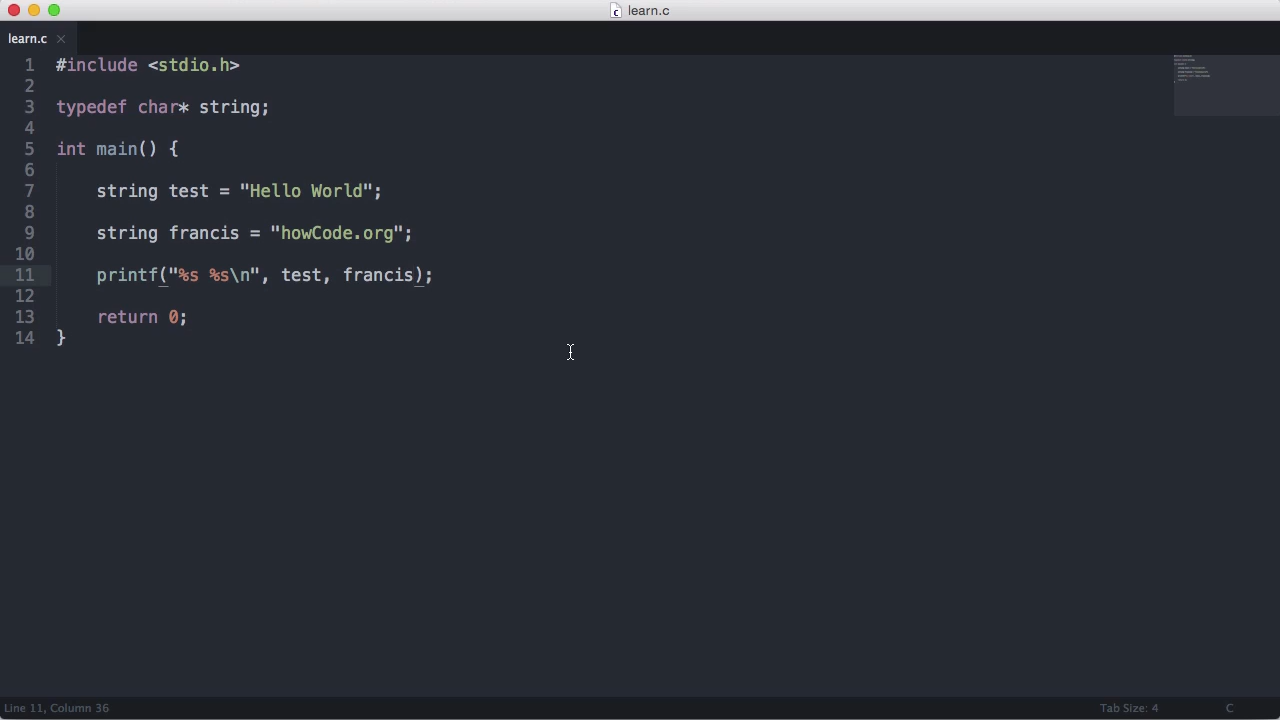 learn.c
learn.c ×
1 #include <stdio.h>
2
3 typedef char* string;
4
5 int main() {
6
7     string test = "Hello World";
8
9     string francis = "howCode.org";
10
11     printf("%s %s\n", test, francis);
12
13     return 0;
14 }
Line 11, Column 36
Tab Size: 4
C